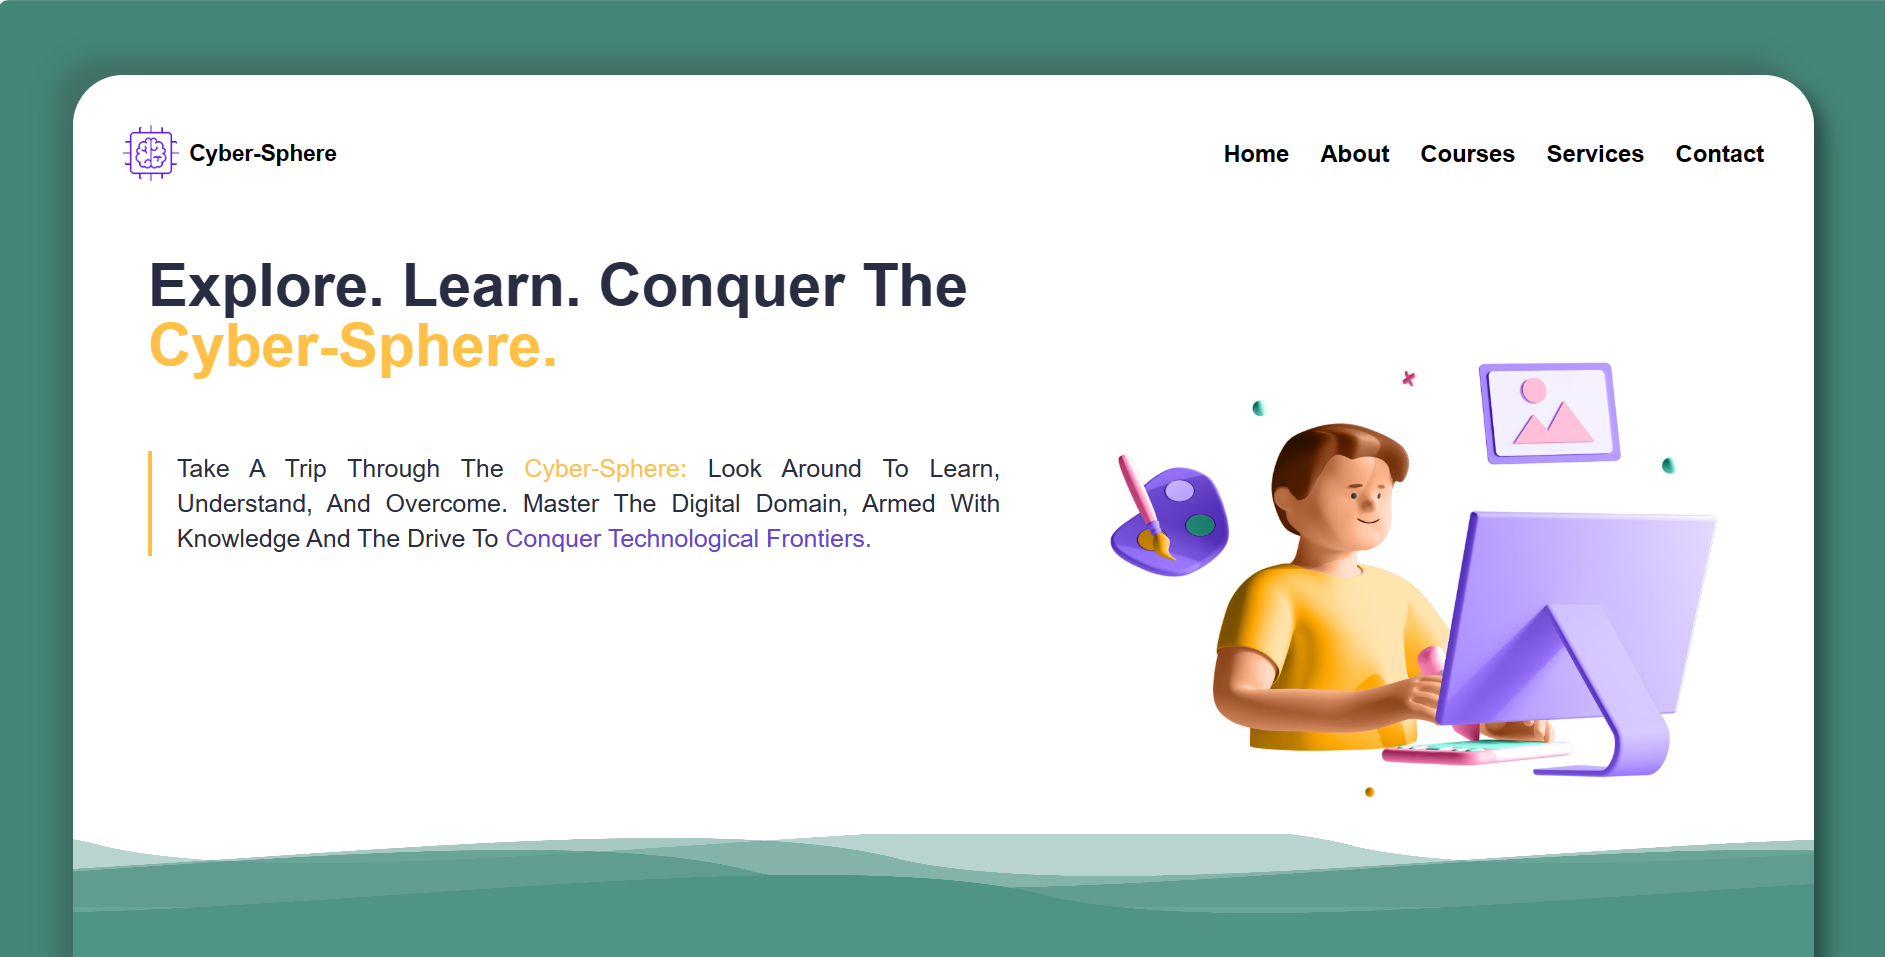 Cyber-Sphere
Home About Courses Services Contact
Explore. Learn. Conquer The
Cyber-Sphere.
Take A Trip Through The Cyber-Sphere: Look Around To Learn,
Understand, And Overcome. Master The Digital Domain, Armed With
Knowledge And The Drive To Conquer Technological Frontiers.